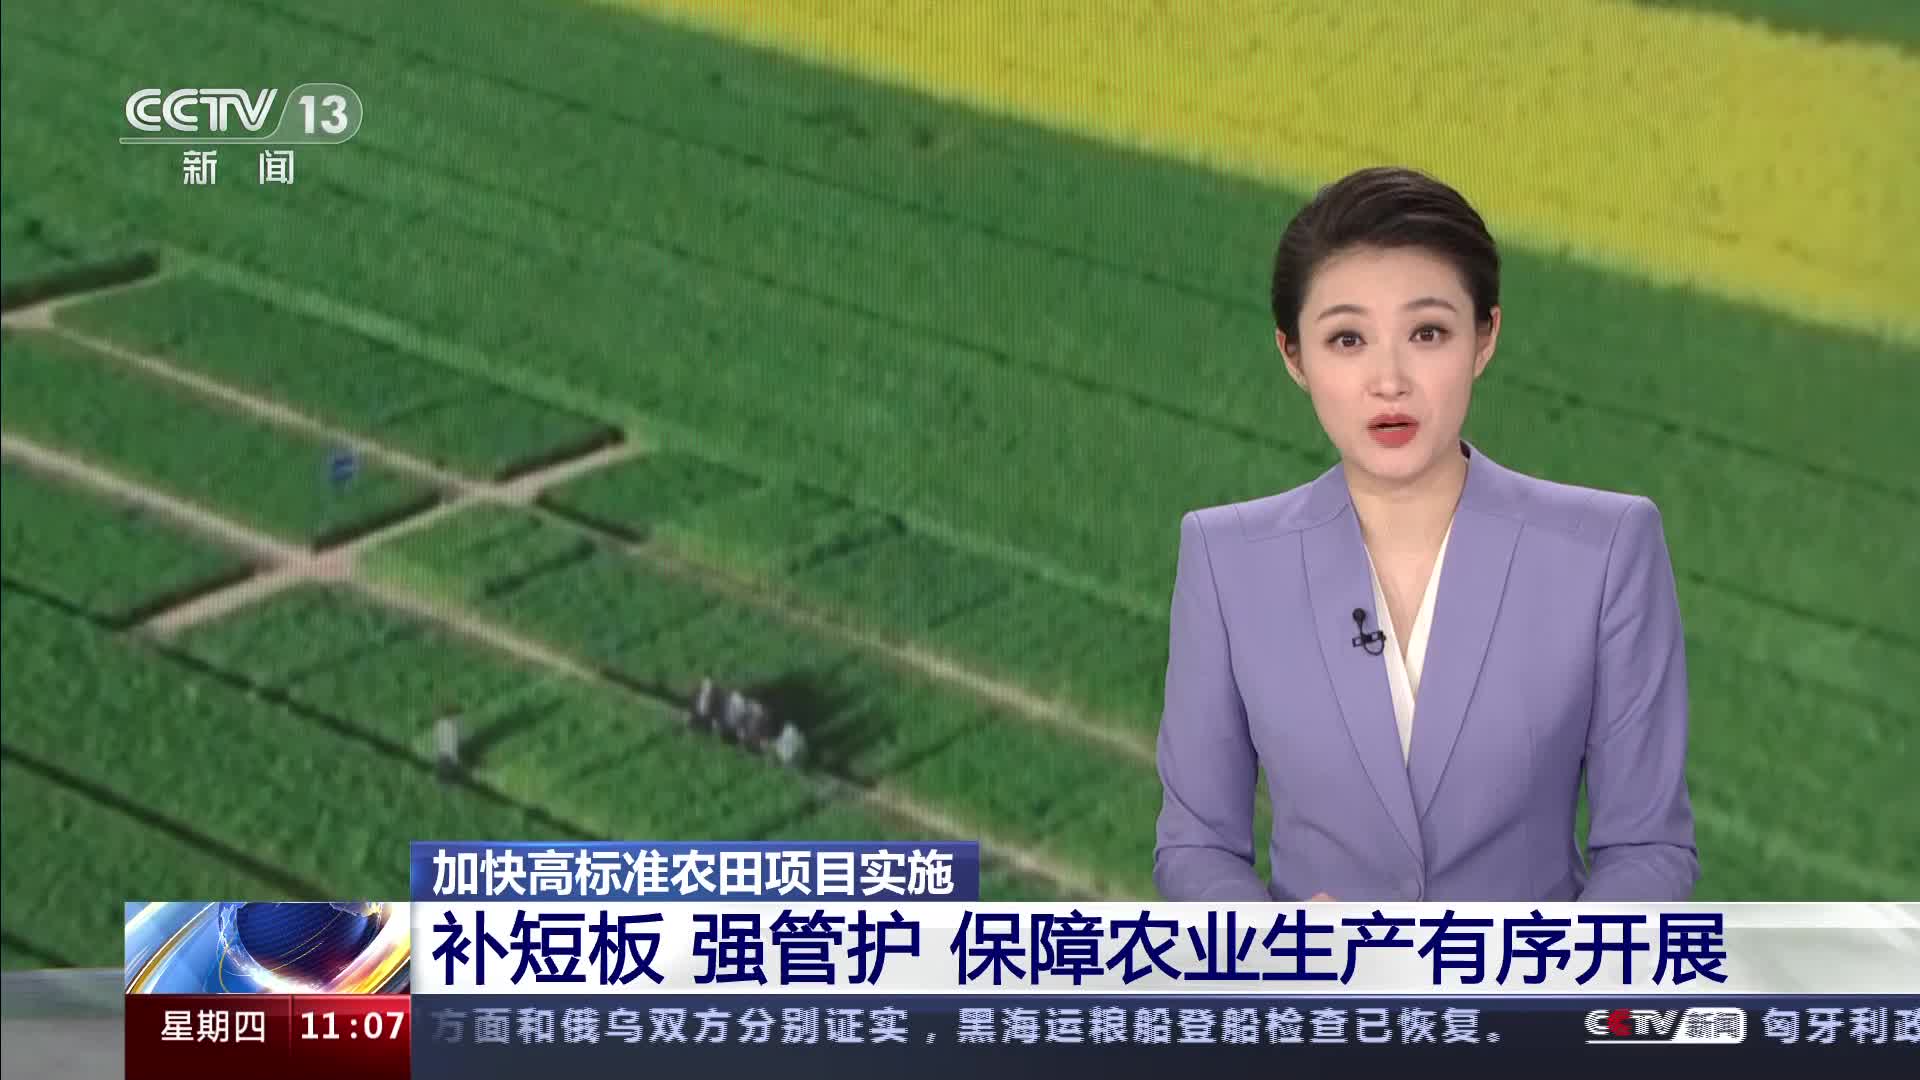 CCTV 13
新 闻
加快高标准农田项目实施
补短板 强管护 保障农业生产有序开展
星期四 11:07
方面和俄乌双方分别证实，黑海运粮船登船检查已恢复。 CCTV 新闻 匈牙利政